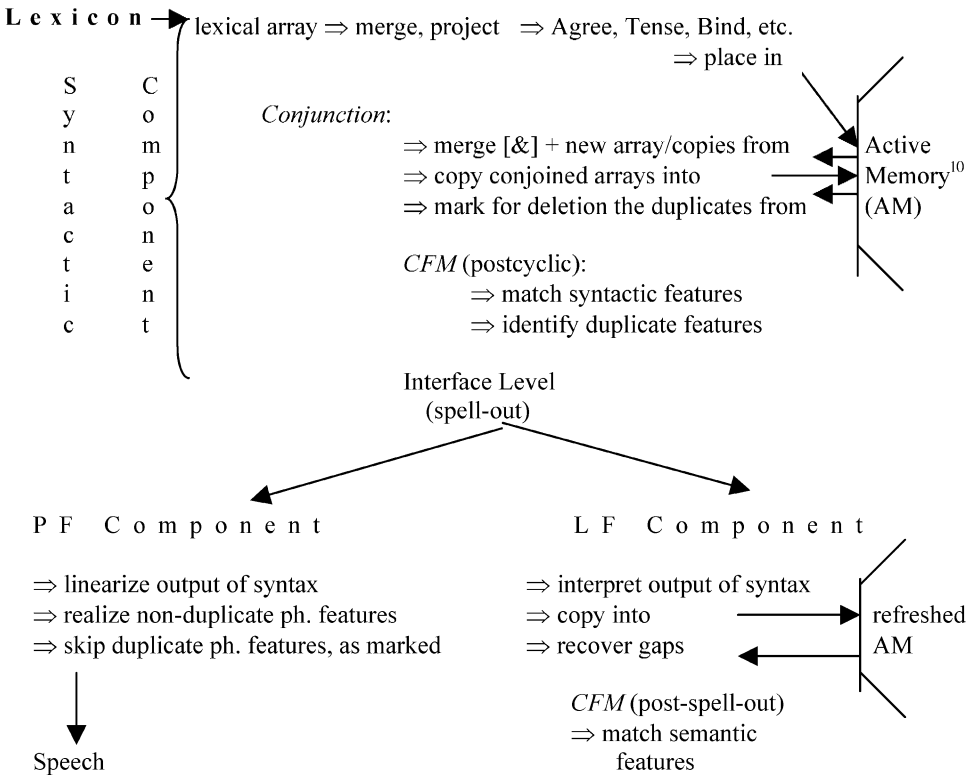 Lexicon lexical array ⇒ merge, project ⇒ Agree, Tense, Bind, etc.
⇒ place in
Syntactic
Component
Conjunction:
⇒ merge [&] + new array/copies from Active
⇒ copy conjoined arrays into Memory10
⇒ mark for deletion the duplicates from (AM)
CFM (postcyclic):
⇒ match syntactic features
⇒ identify duplicate features
Interface Level
(spell-out)
PF Component LF Component
⇒ linearize output of syntax ⇒ interpret output of syntax
⇒ realize non-duplicate ph. features ⇒ copy into refreshed
⇒ skip duplicate ph. features, as marked ⇒ recover gaps AM
CFM (post-spell-out)
⇒ match semantic
Speech features